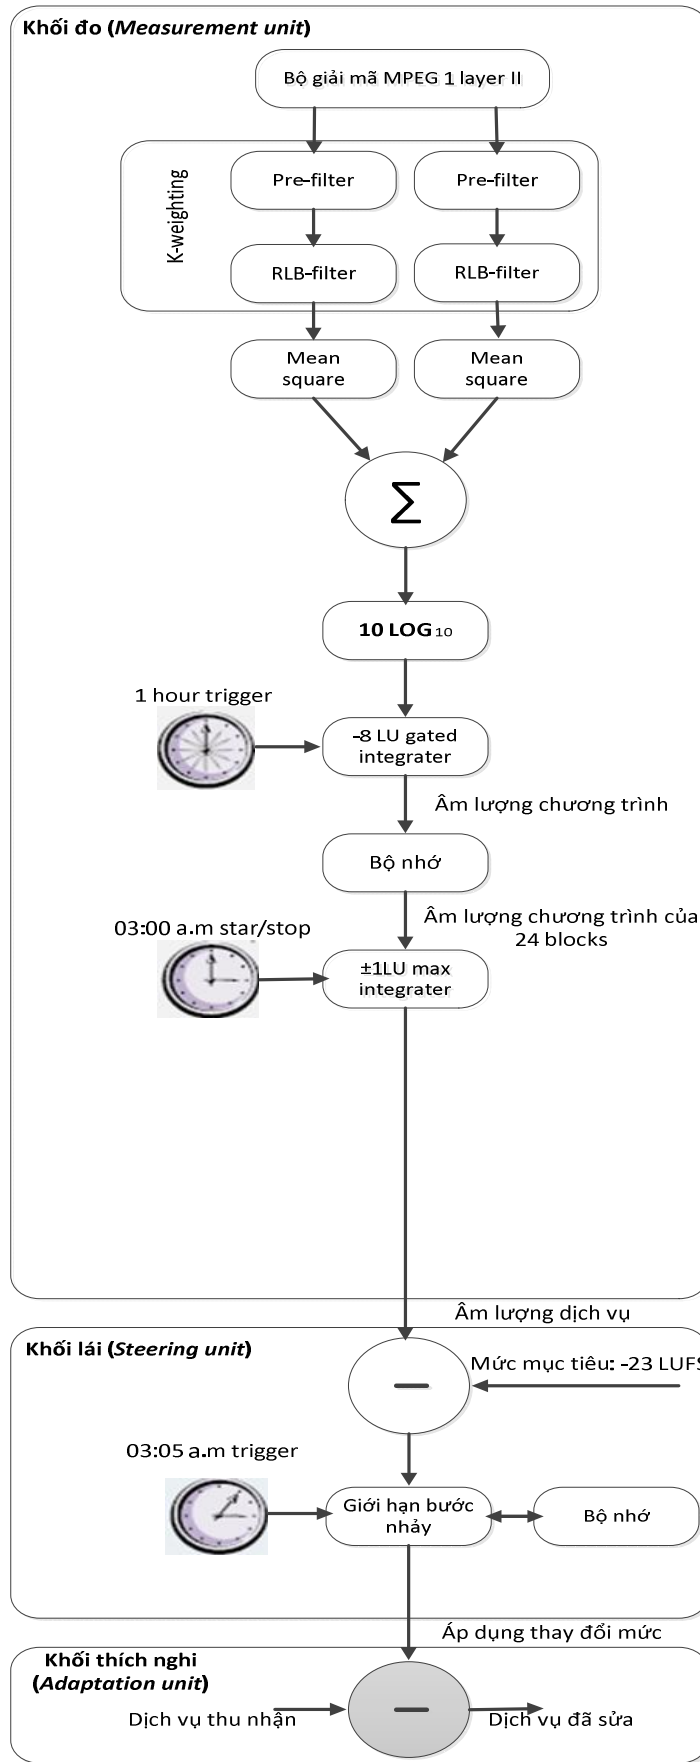 Khối đo (Measurement unit)
Bộ giải mã MPEG 1 layer II
K-weighting
Pre-filter
Pre-filter
RLB-filter
RLB-filter
Mean
square
Mean
square
∑
10 LOG₁₀
1 hour trigger
-8 LU gated
integrater
Âm lượng chương trình
Bộ nhớ
Âm lượng chương trình của
24 blocks
03:00 a.m star/stop
±1LU max
integrater
Âm lượng dịch vụ
Khối lái (Steering unit)
Mức mục tiêu: -23 LUFS
—
03:05 a.m trigger
Giới hạn bước
nhảy
Bộ nhớ
Áp dụng thay đổi mức
Khối thích nghi
(Adaptation unit)
—
Dịch vụ thu nhận
Dịch vụ đã sửa